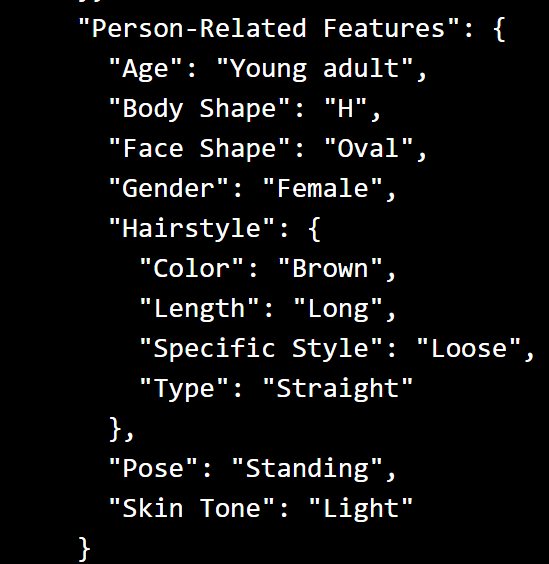 "Person-Related Features": {
"Age": "Young adult",
"Body Shape": "H",
"Face Shape": "Oval",
"Gender": "Female",
"Hairstyle": {
"Color": "Brown",
"Length": "Long",
"Specific Style": "Loose",
"Type": "Straight"
},
"Pose": "Standing",
"Skin Tone": "Light"
}